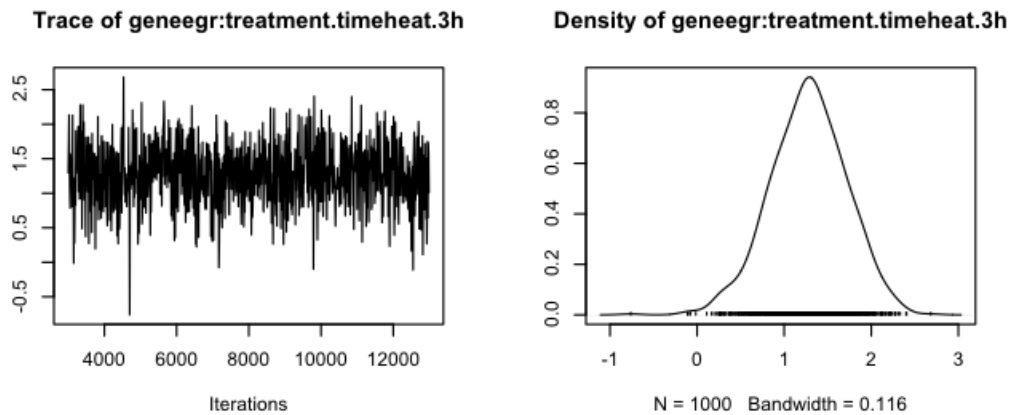 Trace of geneegr:treatment.timeheat.3h
2.5
1.5
0.5
-0.5
4000 6000 8000 10000 12000
Iterations
Density of geneegr:treatment.timeheat.3h
0.8
0.6
0.4
0.2
0.0
-1 0 1 2 3
N = 1000 Bandwidth = 0.116